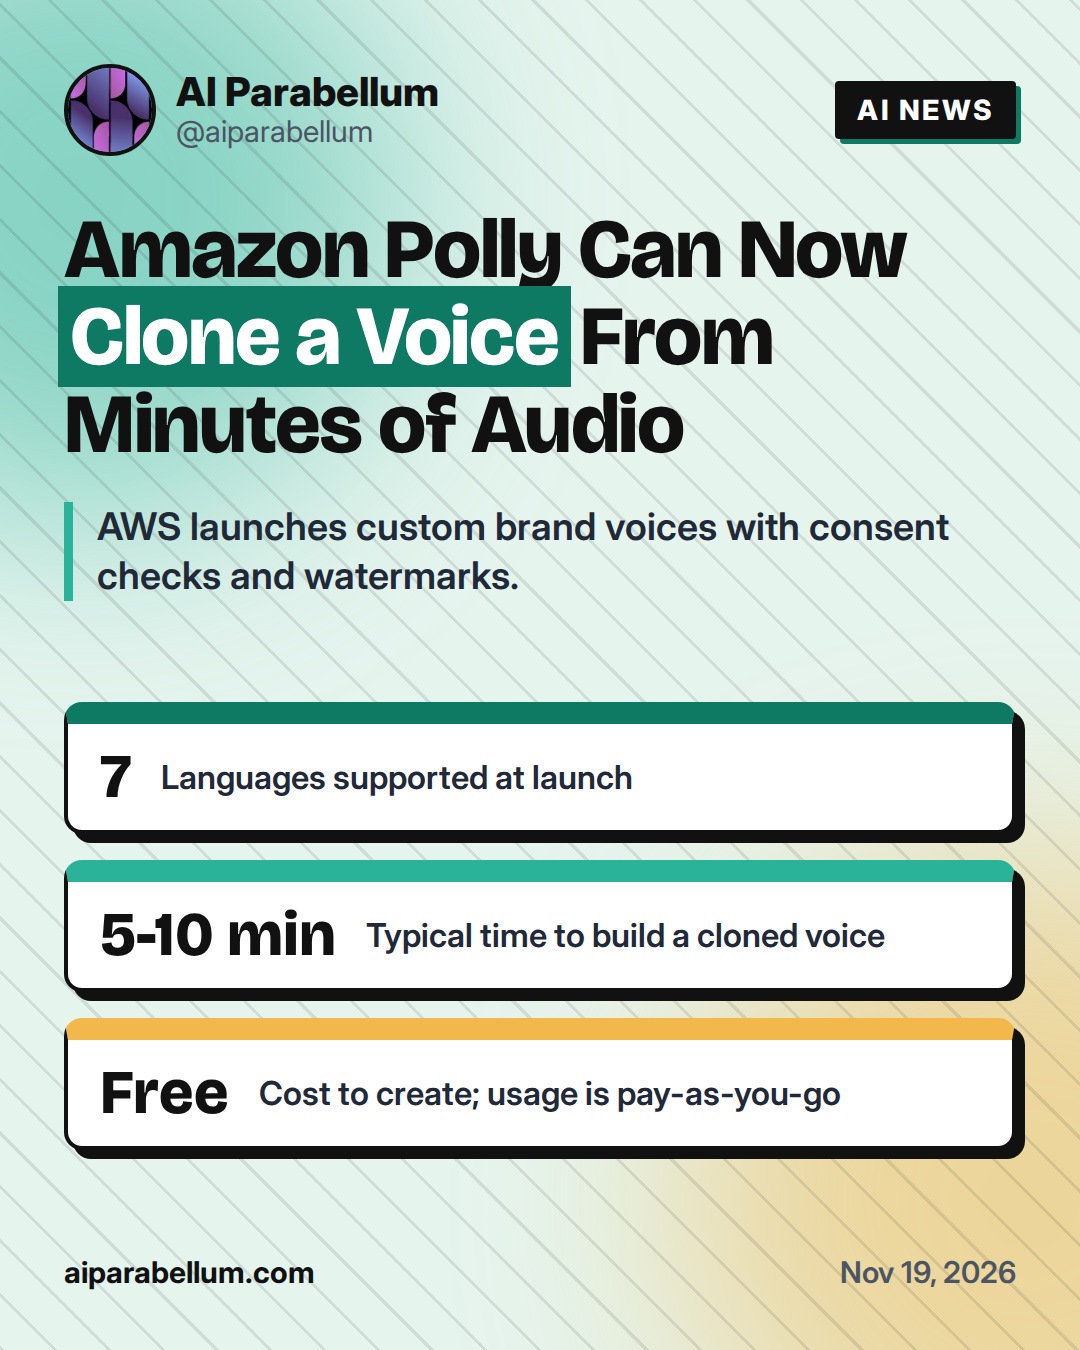 AI Parabellum
@aiparabellum
AI NEWS
Amazon Polly Can Now
Clone a Voice From
Minutes of Audio
AWS launches custom brand voices with consent
checks and watermarks.
7 Languages supported at launch
5-10 min Typical time to build a cloned voice
Free Cost to create; usage is pay-as-you-go
aiparabellum.com
Nov 19, 2026